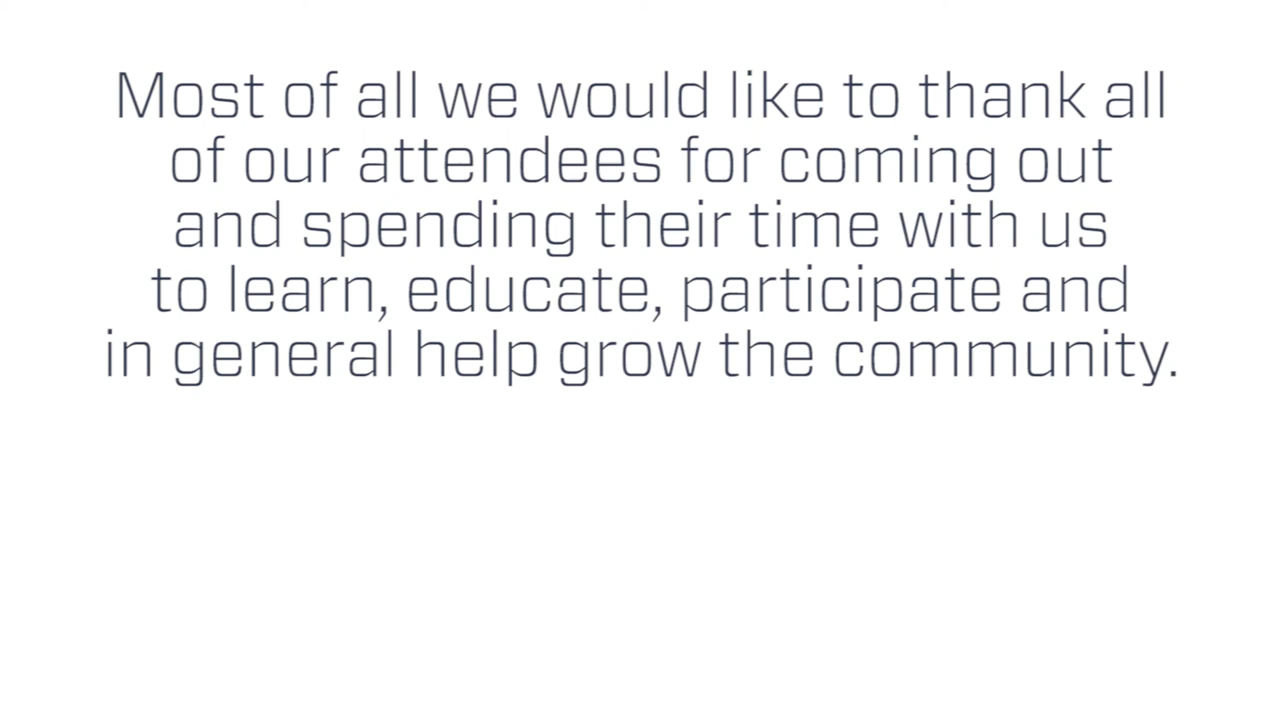 Most of all we would like to thank all
of our attendees for coming out
and spending their time with us
to learn, educate, participate and
in general help grow the community.